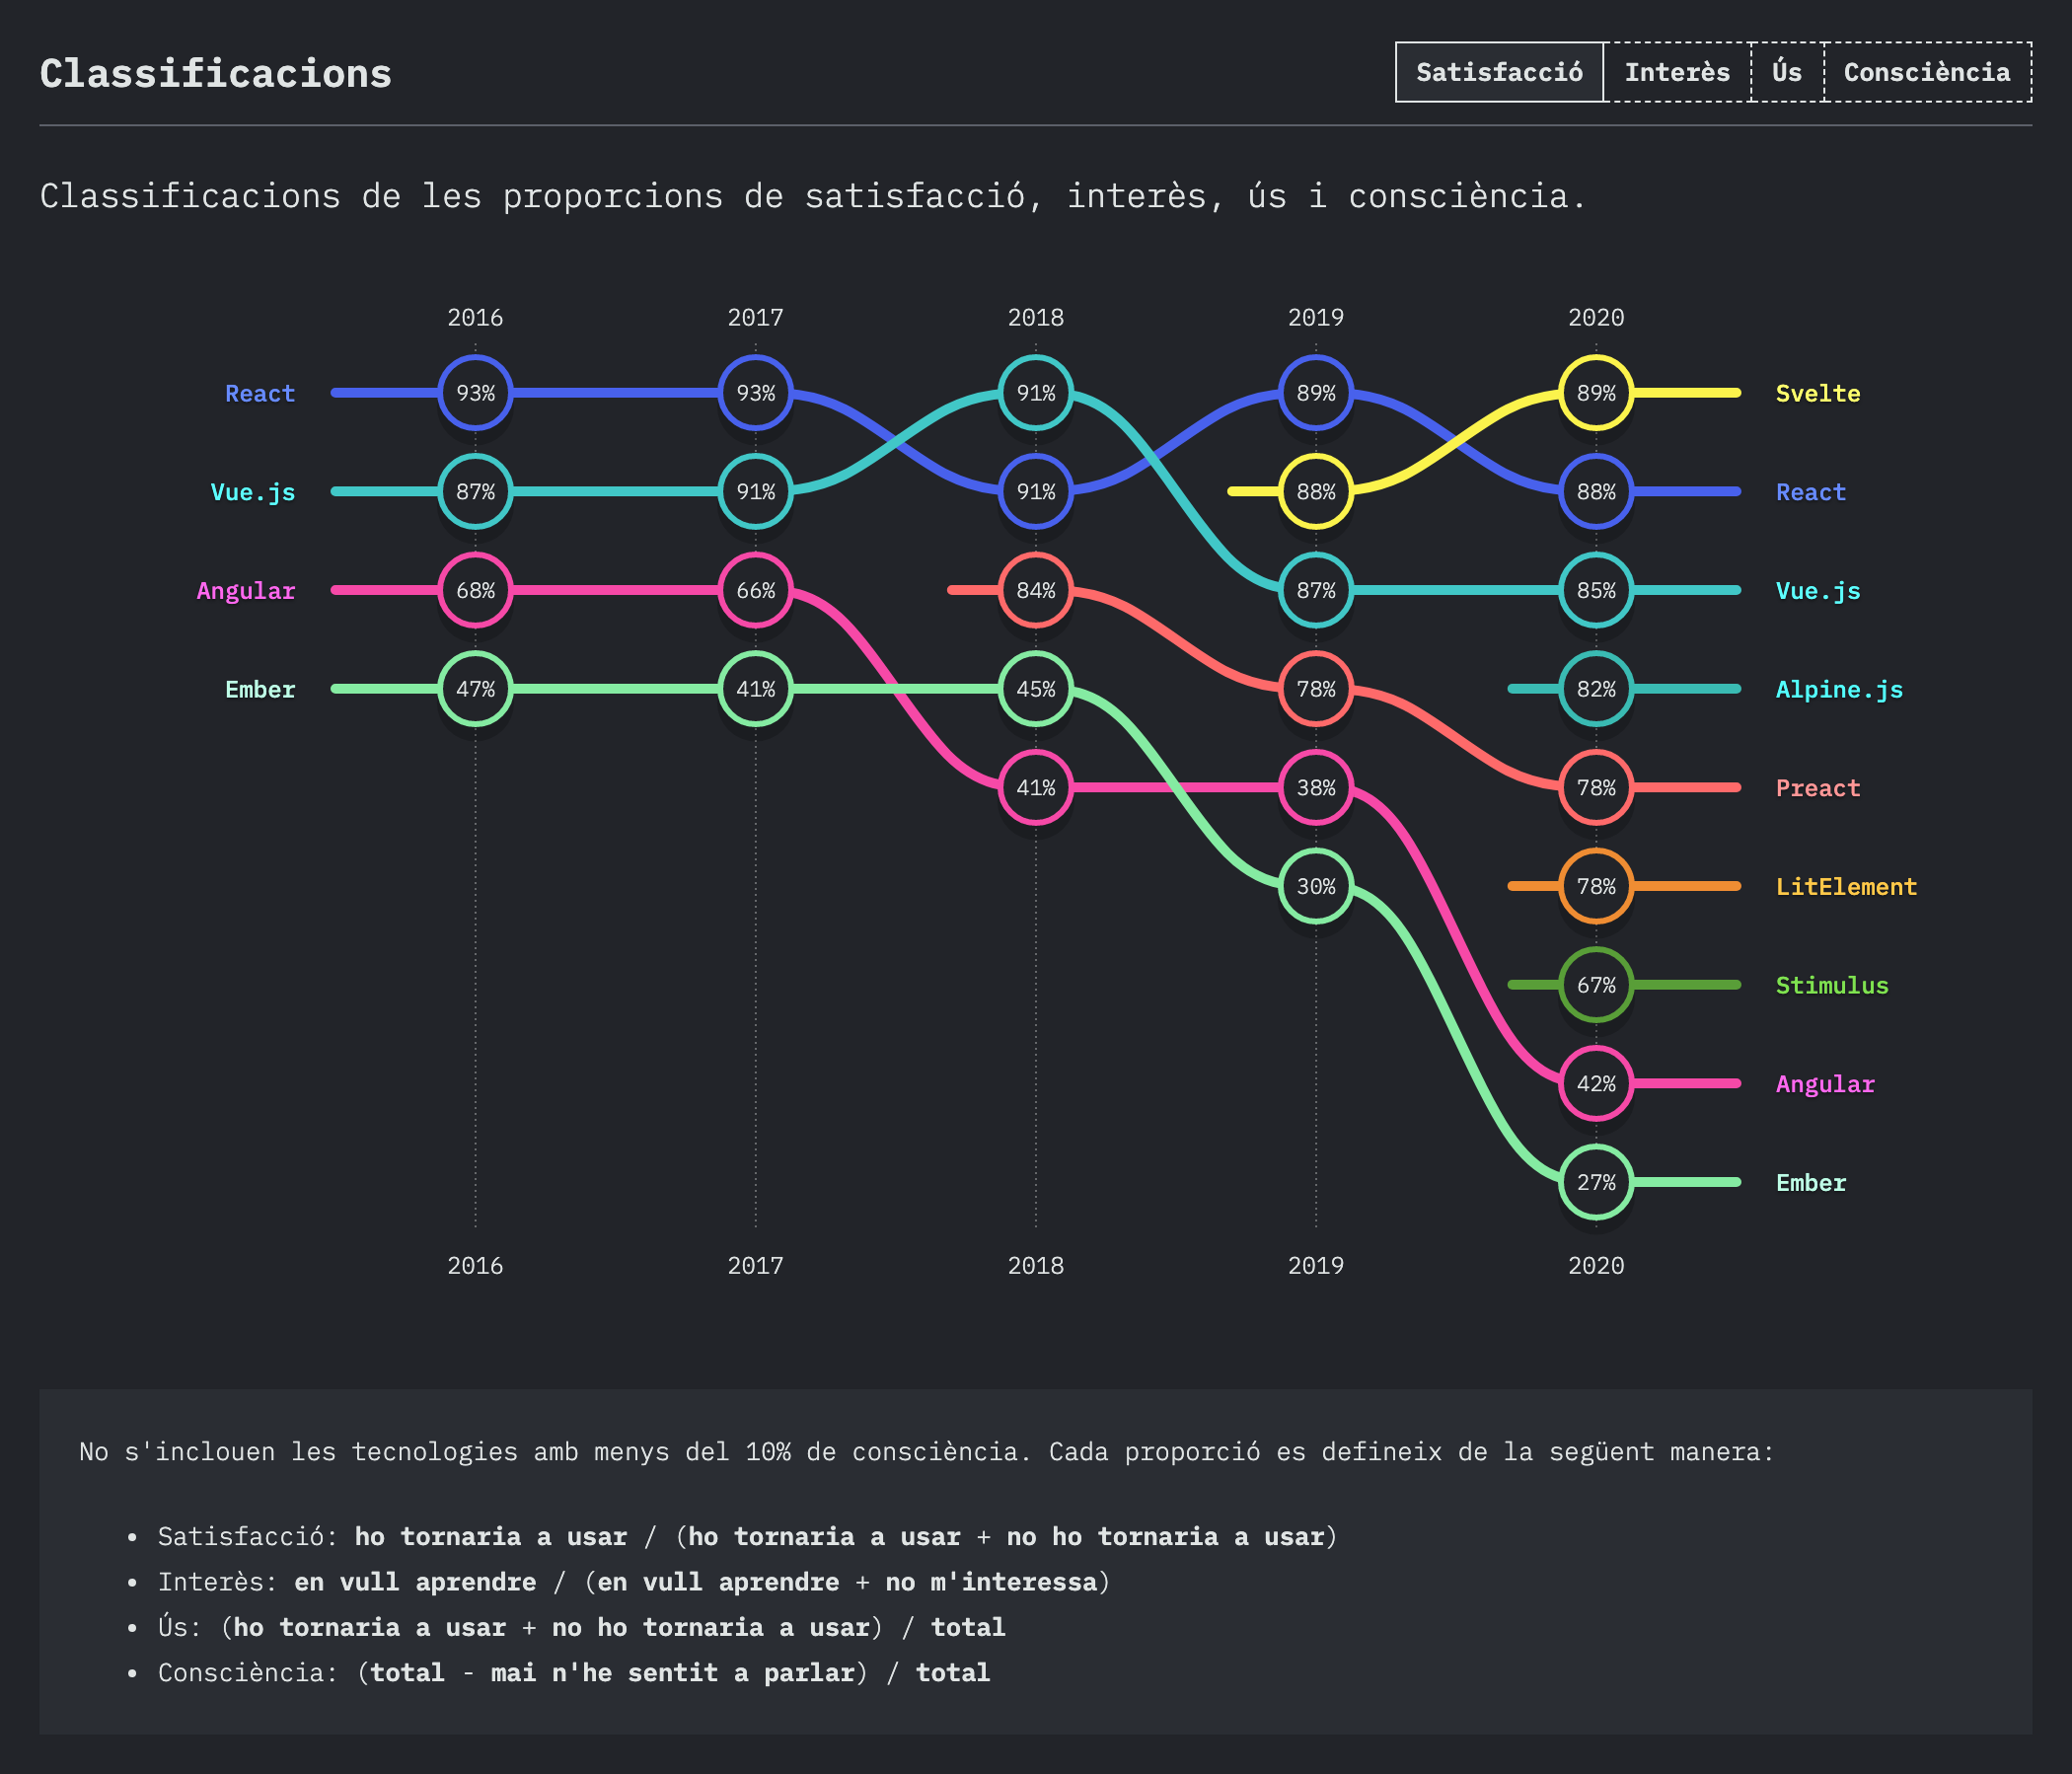 Classificacions
Satisfacció Interès Ús Consciència
Classificacions de les proporcions de satisfacció, interès, ús i consciència.
2016 2017 2018 2019 2020
React 93% 93% 91% 89% 89% Svelte
Vue.js 87% 91% 91% 88% 88% React
Angular 68% 66% 84% 87% 85% Vue.js
Ember 47% 41% 45% 78% 82% Alpine.js
41% 38% 78% Preact
30% 78% LitElement
67% Stimulus
42% Angular
27% Ember
2016 2017 2018 2019 2020
No s'inclouen les tecnologies amb menys del 10% de consciència. Cada proporció es defineix de la següent manera:
• Satisfacció: ho tornaria a usar / (ho tornaria a usar + no ho tornaria a usar)
• Interès: en vull aprendre / (en vull aprendre + no m'interessa)
• Ús: (ho tornaria a usar + no ho tornaria a usar) / total
• Consciència: (total - mai n'he sentit a parlar) / total